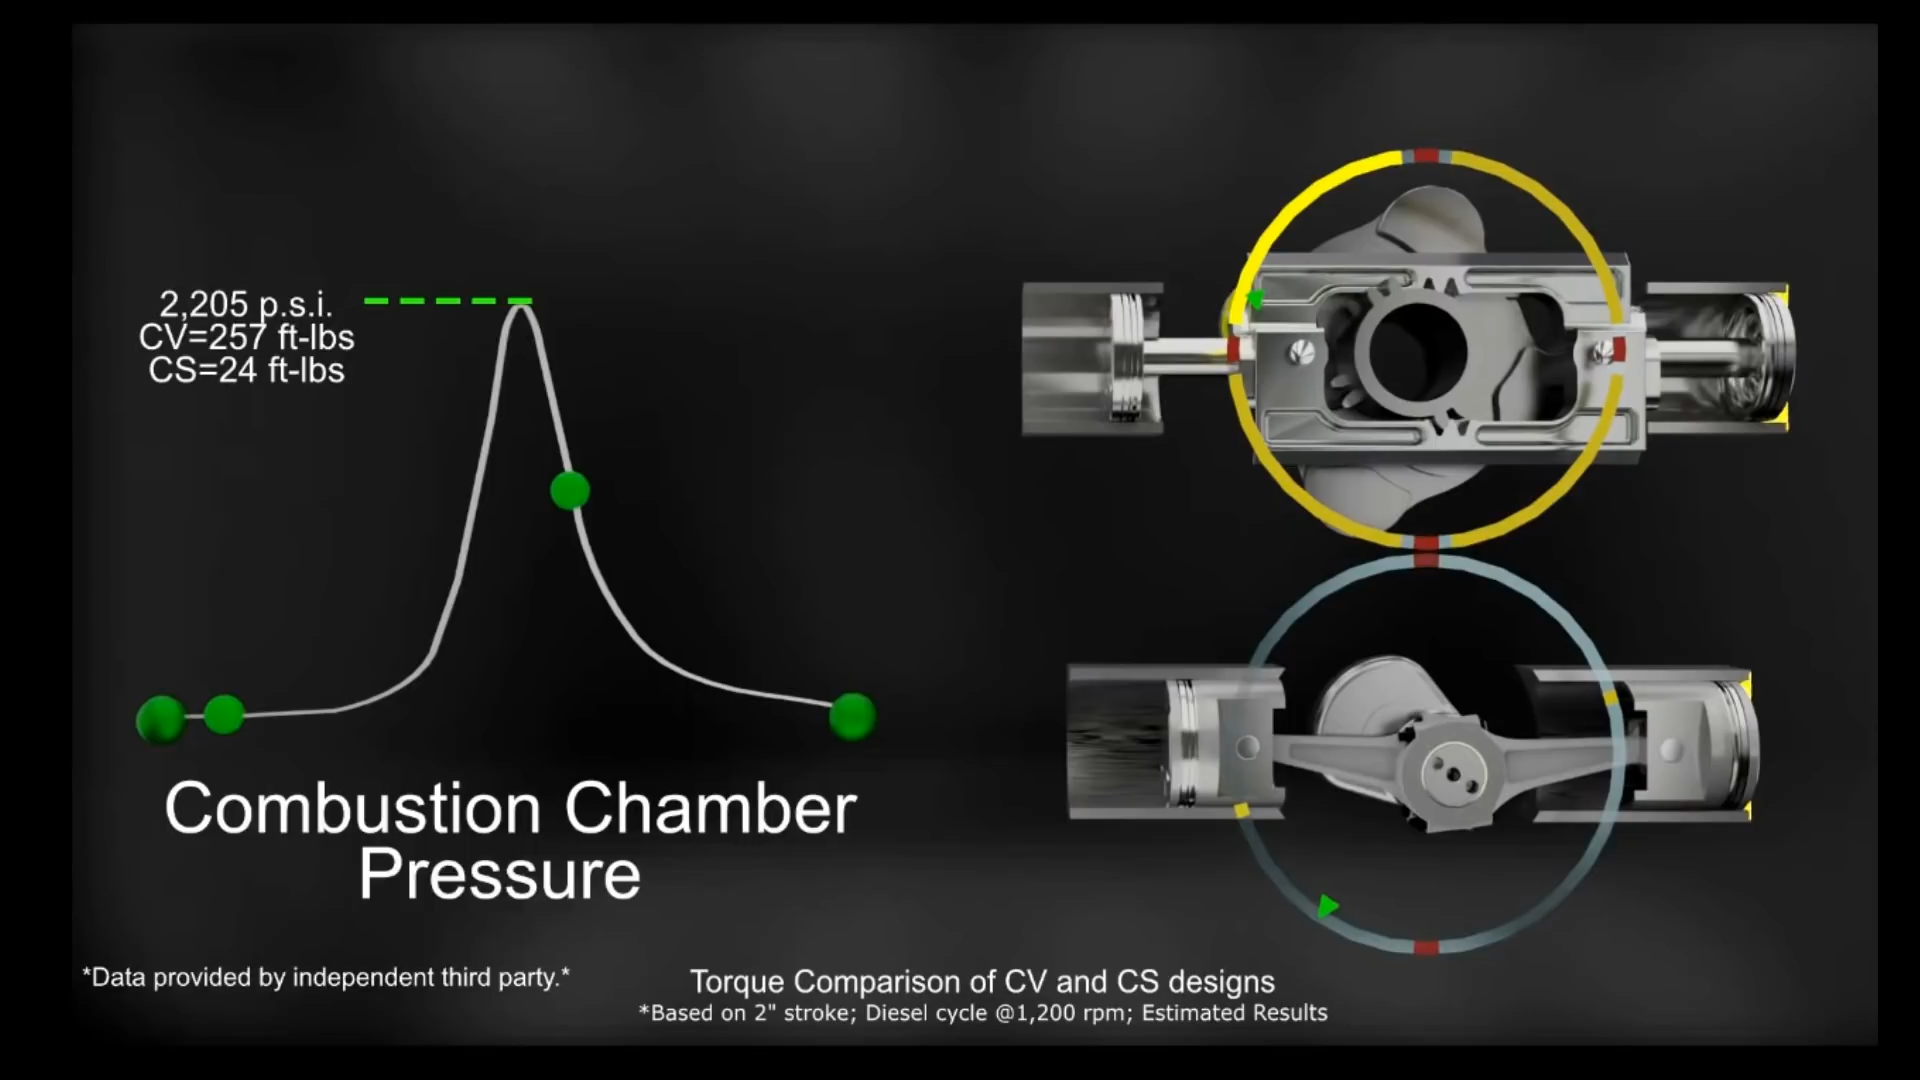 2,205 p.s.i.
CV=257 ft-lbs
CS=24 ft-lbs
Combustion Chamber
Pressure
*Data provided by independent third party.*
Torque Comparison of CV and CS designs
*Based on 2" stroke; Diesel cycle @1,200 rpm; Estimated Results